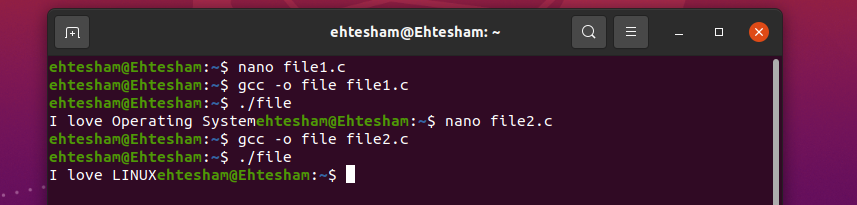 ehtesham@Ehtesham: ~
ehtesham@Ehtesham:~$ nano file1.c
ehtesham@Ehtesham:~$ gcc -o file file1.c
ehtesham@Ehtesham:~$ ./file
I love Operating Systemehtesham@Ehtesham:~$ nano file2.c
ehtesham@Ehtesham:~$ gcc -o file file2.c
ehtesham@Ehtesham:~$ ./file
I love LINUXehtesham@Ehtesham:~$